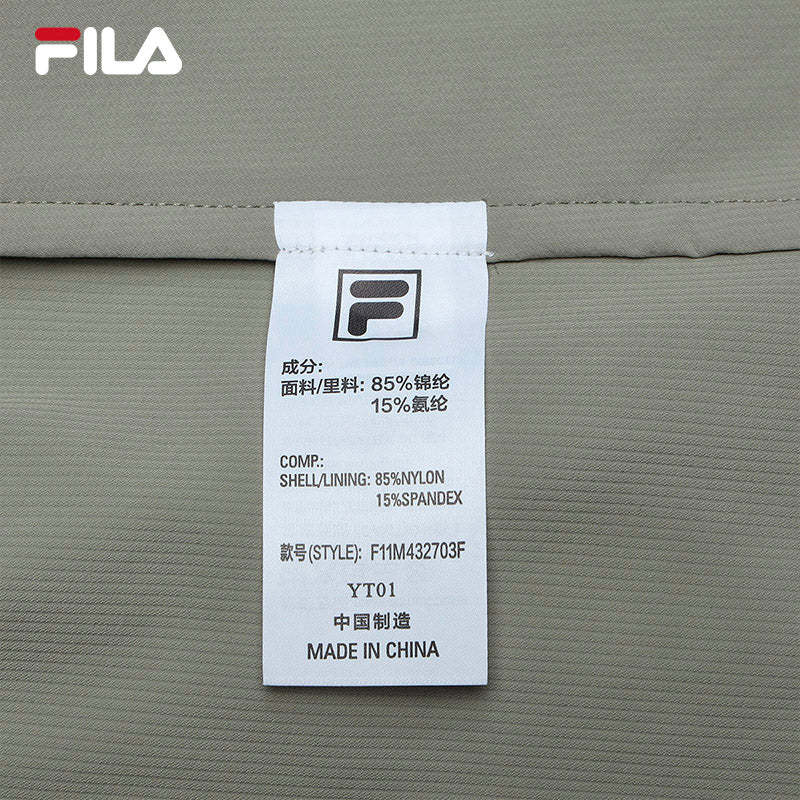 FILA
F
成分:
面料/里料: 85%锦纶
15%氨纶
COMP.:
SHELL/LINING: 85%NYLON
15%SPANDEX
款号(STYLE): F11M432703F
YT01
中国制造
MADE IN CHINA